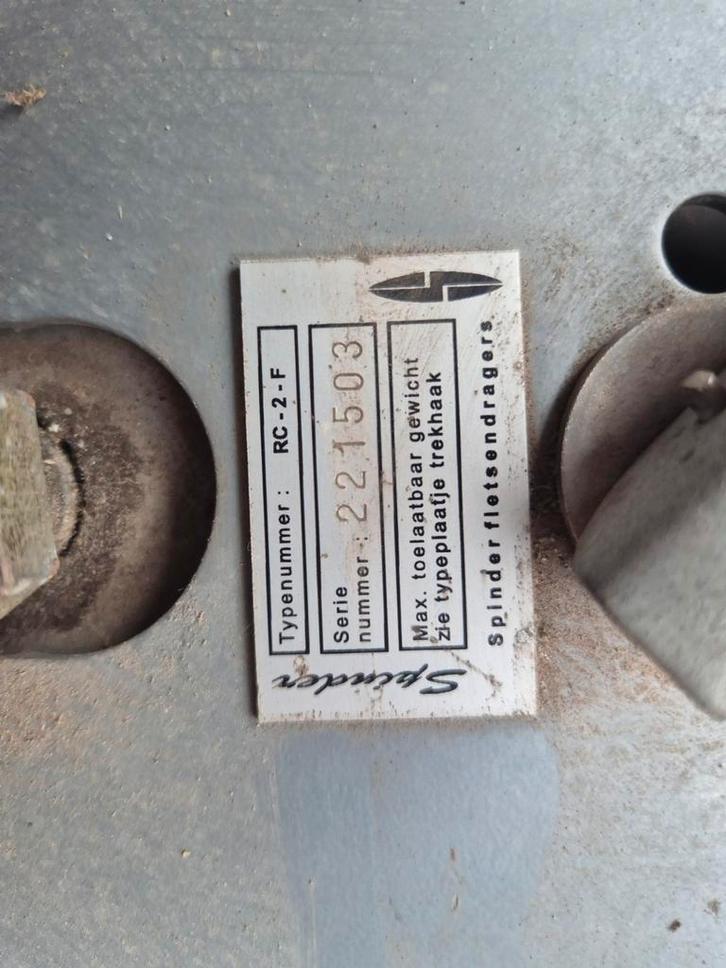 Spinder
Typenummer: RC-2-F
Serie
nummer: 221503
Max. toelaatbaar gewicht
zie typeplaatje trekhaak
Spinder fietsendragers